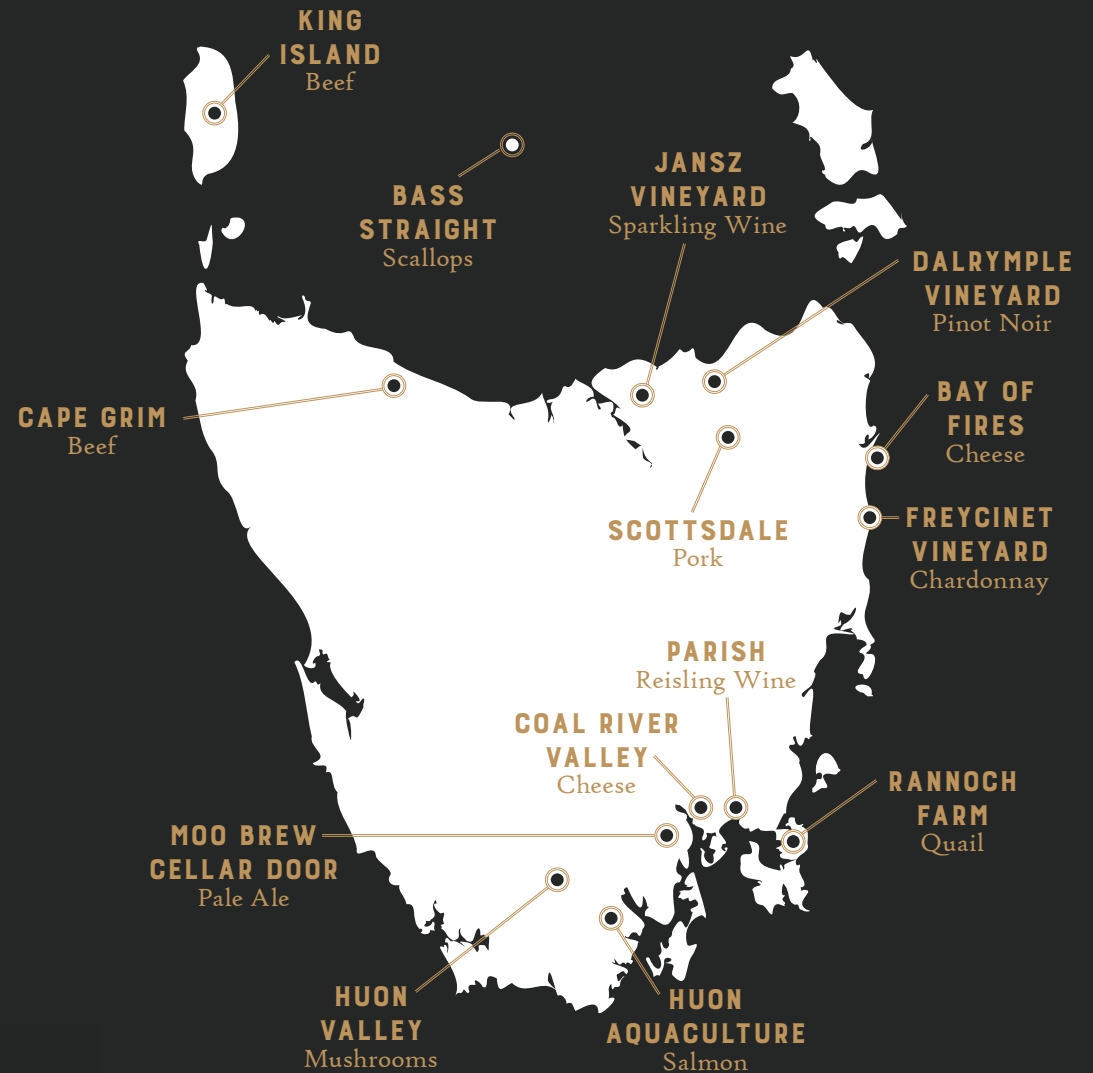 KING
ISLAND
Beef
BASS
STRAIGHT
Scallops
JANSZ
VINEYARD
Sparkling Wine
DALRYMPLE
VINEYARD
Pinot Noir
CAPE GRIM
Beef
BAY OF
FIRES
Cheese
SCOTTSDALE
Pork
FREYCINET
VINEYARD
Chardonnay
PARISH
Reisling Wine
COAL RIVER
VALLEY
Cheese
RANNOCH
FARM
Quail
MOO BREW
CELLAR DOOR
Pale Ale
HUON
VALLEY
Mushrooms
HUON
AQUACULTURE
Salmon